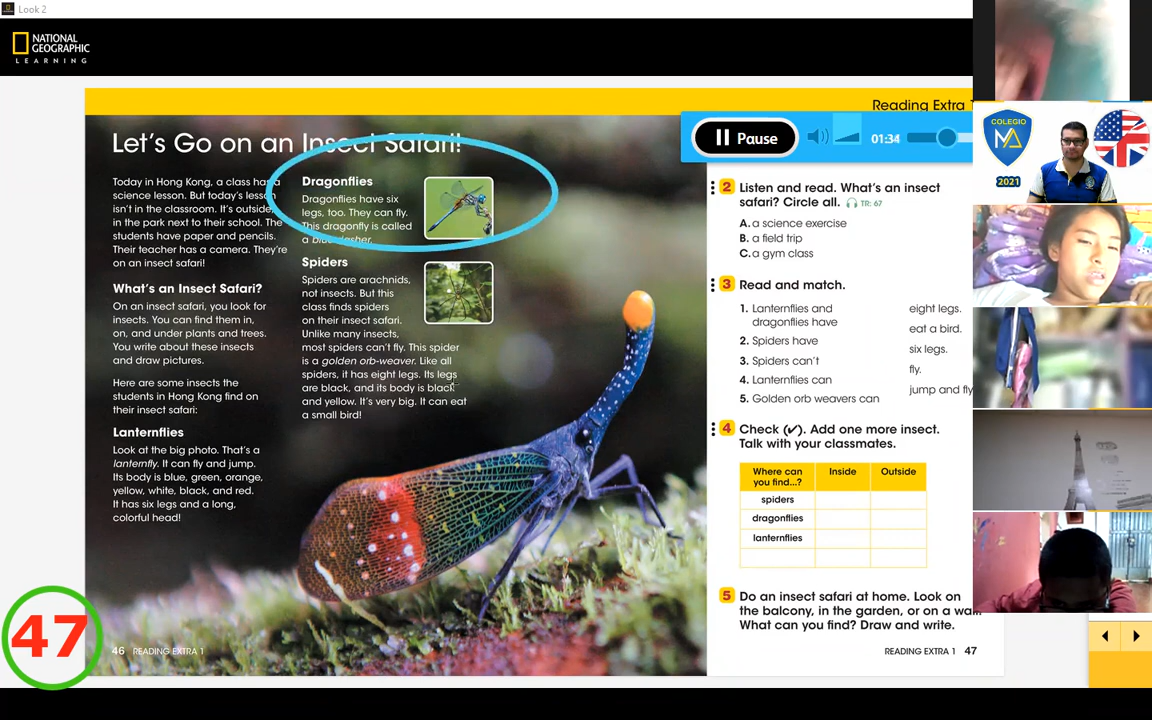 Look 2
NATIONAL
GEOGRAPHIC
LEARNING
Reading Extra 1
Let's Go on an Insect Safari!
Today in Hong Kong, a class has a
science lesson. But today's lesson
isn't in the classroom. It's outside,
in the park next to their school. The
students have paper and pencils.
Their teacher has a camera. They're
on an insect safari!
What's an Insect Safari?
On an insect safari, you look for
insects. You can find them in,
on, and under plants and trees.
You write about these insects
and draw pictures.
Here are some insects the
students in Hong Kong find on
their insect safari:
Lanternflies
Look at the big photo. That's a
lanternfly. It can fly and jump.
Its body is blue, green, orange,
yellow, white, black, and red.
It has six legs and a long,
colorful head!
Dragonflies
Dragonflies have six
legs, too. They can fly.
This dragonfly is called
a blue dasher.
Spiders
Spiders are arachnids,
not insects. But this
class finds spiders
on their insect safari.
Unlike many insects,
most spiders can't fly. This spider
is a golden orb-weaver. Like all
spiders, it has eight legs. Its legs
are black, and its body is black
and yellow. It's very big. It can eat
a small bird!
47
46 READING EXTRA 1
Pause
01:34
2 Listen and read. What's an insect
safari? Circle all. TR: 67
A. a science exercise
B. a field trip
C. a gym class
3 Read and match.
1. Lanternflies and
dragonflies have
2. Spiders have
3. Spiders can't
4. Lanternflies can
5. Golden orb weavers can
eight legs.
eat a bird.
six legs.
fly.
jump and fly
4 Check (✔). Add one more insect.
Talk with your classmates.
Where can
you find...?
Inside
Outside
spiders
dragonflies
lanternflies
5 Do an insect safari at home. Look on
the balcony, in the garden, or on a
What can you find? Draw and write.
READING EXTRA 1 47
COLEGIO
MA
2021